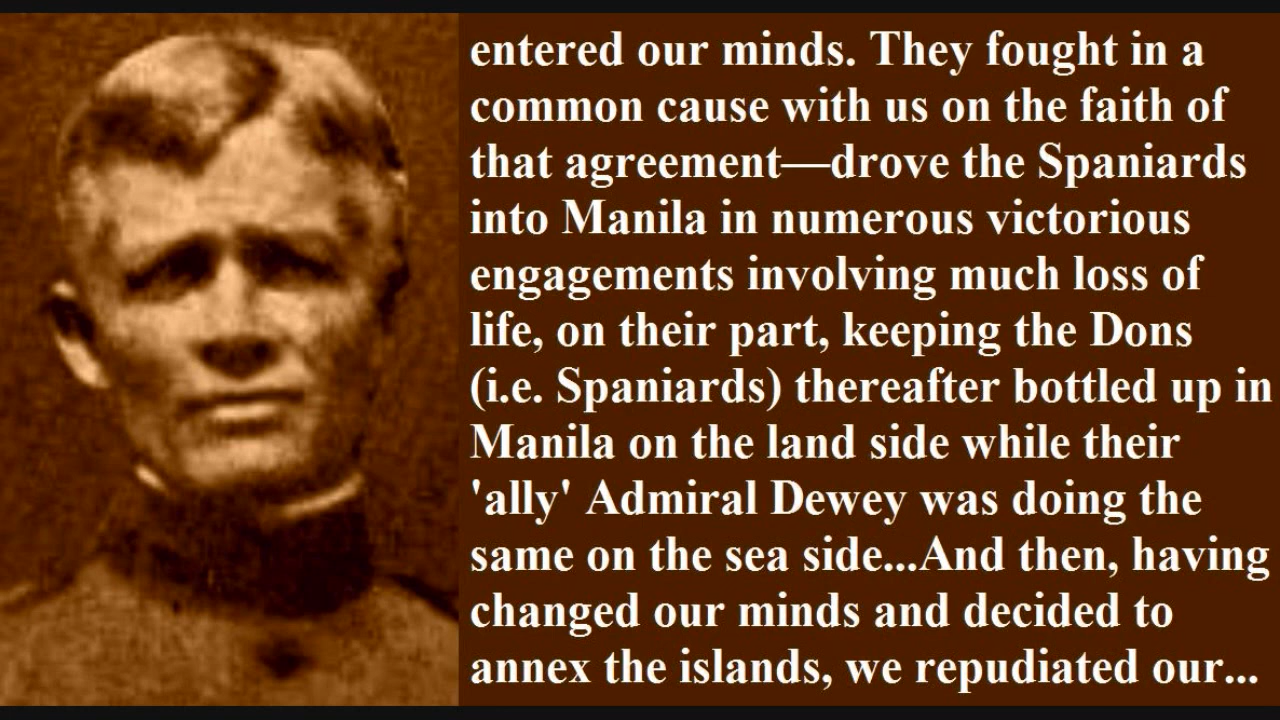 entered our minds. They fought in a
common cause with us on the faith of
that agreement—drove the Spaniards
into Manila in numerous victorious
engagements involving much loss of
life, on their part, keeping the Dons
(i.e. Spaniards) thereafter bottled up in
Manila on the land side while their
'ally' Admiral Dewey was doing the
same on the sea side...And then, having
changed our minds and decided to
annex the islands, we repudiated our...